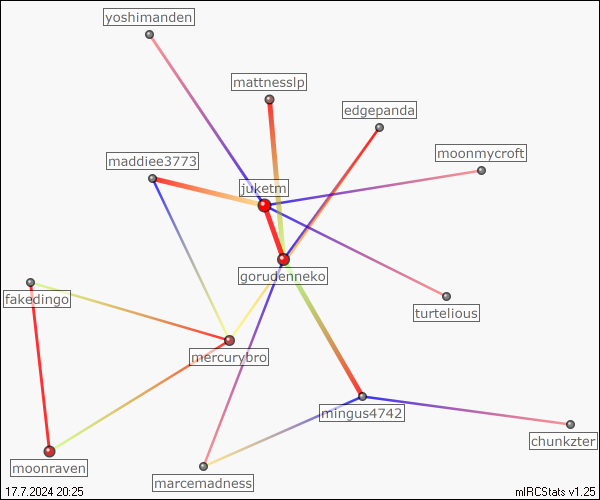 yoshimanden
mattnesslp
edgepanda
moonmycroft
maddiee3773
juketm
gorudenneko
fakedingo
turtelious
mercurybro
mingus4742
chunkzter
moonraven
marcemadness
17.7.2024 20:25
mIRCStats v1.25